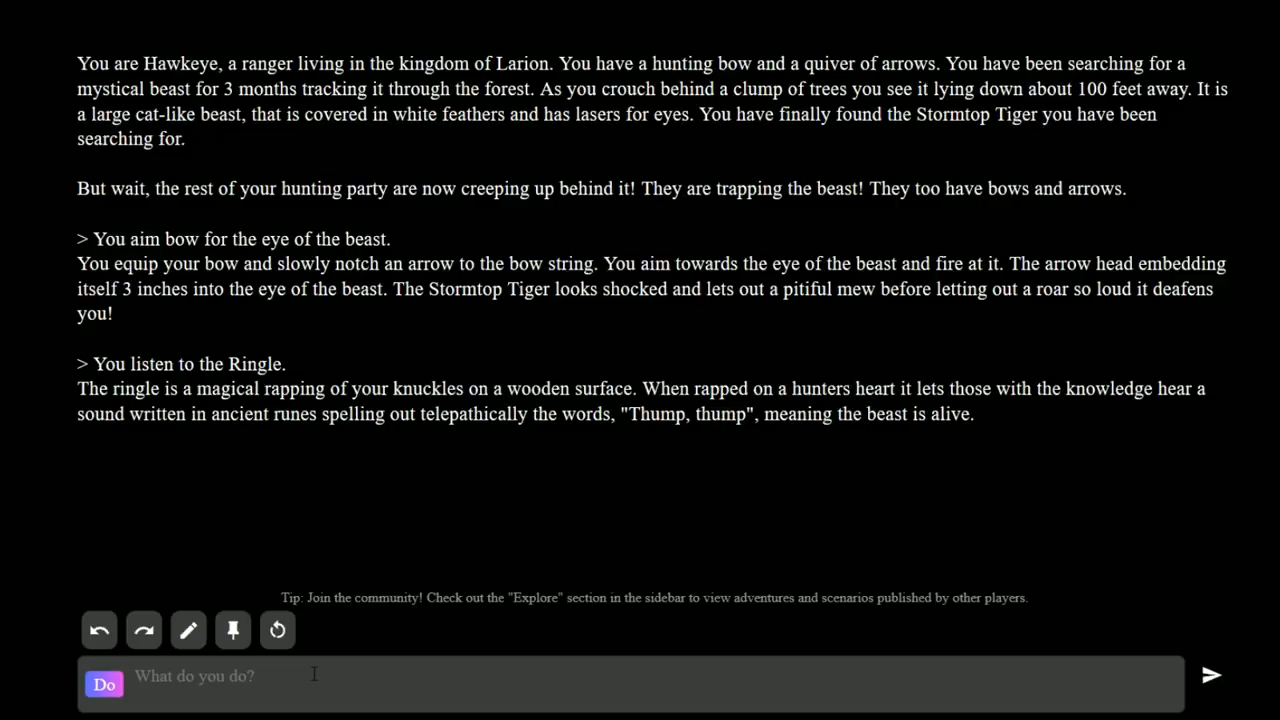 You are Hawkeye, a ranger living in the kingdom of Larion. You have a hunting bow and a quiver of arrows. You have been searching for a
mystical beast for 3 months tracking it through the forest. As you crouch behind a clump of trees you see it lying down about 100 feet away. It is
a large cat-like beast, that is covered in white feathers and has lasers for eyes. You have finally found the Stormtop Tiger you have been
searching for.
But wait, the rest of your hunting party are now creeping up behind it! They are trapping the beast! They too have bows and arrows.
> You aim bow for the eye of the beast.
You equip your bow and slowly notch an arrow to the bow string. You aim towards the eye of the beast and fire at it. The arrow head embedding
itself 3 inches into the eye of the beast. The Stormtop Tiger looks shocked and lets out a pitiful mew before letting out a roar so loud it deafens
you!
> You listen to the Ringle.
The ringle is a magical rapping of your knuckles on a wooden surface. When rapped on a hunters heart it lets those with the knowledge hear a
sound written in ancient runes spelling out telepathically the words, "Thump, thump", meaning the beast is alive.
Tip: Join the community! Check out the "Explore" section in the sidebar to view adventures and scenarios published by other players.
Do What do you do?